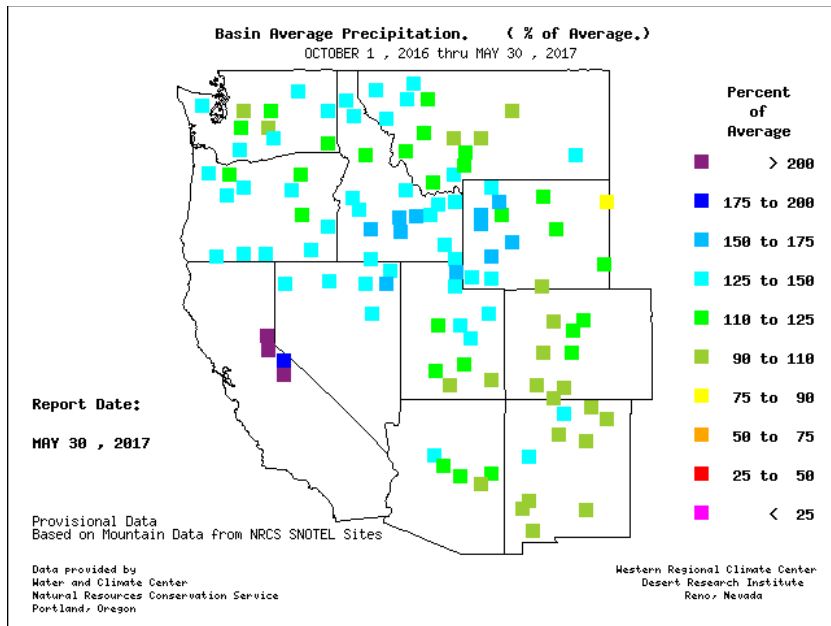 Basin Average Precipitation. ( % of Average.)
OCTOBER 1 , 2016 thru MAY 30 , 2017
Percent
of
Average
> 200
175 to 200
150 to 175
125 to 150
110 to 125
90 to 110
75 to 90
50 to 75
25 to 50
< 25
Report Date:
MAY 30 , 2017
Provisional Data
Based on Mountain Data from NRCS SNOTEL Sites
Data provided by
Water and Climate Center
Natural Resources Conservation Service
Portland, Oregon
Western Regional Climate Center
Desert Research Institute
Reno, Nevada